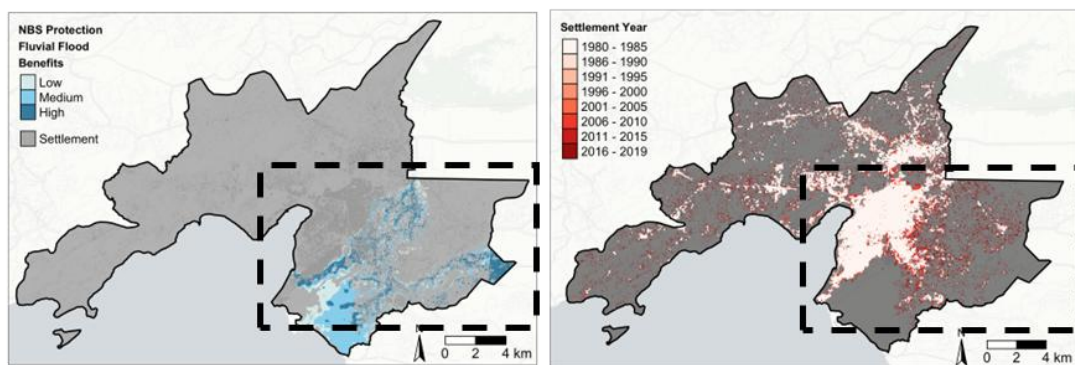 NBS Protection
Fluvial Flood
Benefits
Low
Medium
High
Settlement
N
0 2 4 km
Settlement Year
1980 - 1985
1986 - 1990
1991 - 1995
1996 - 2000
2001 - 2005
2006 - 2010
2011 - 2015
2016 - 2019
N
0 2 4 km